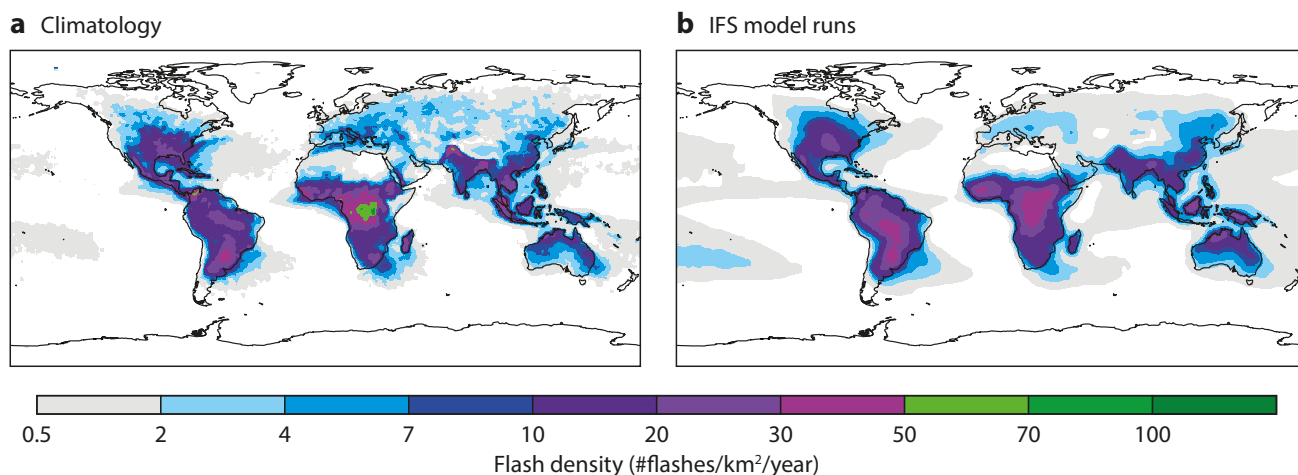 a Climatology
b IFS model runs
0.5 2 4 7 10 20 30 50 70 100
Flash density (#flashes/km²/year)